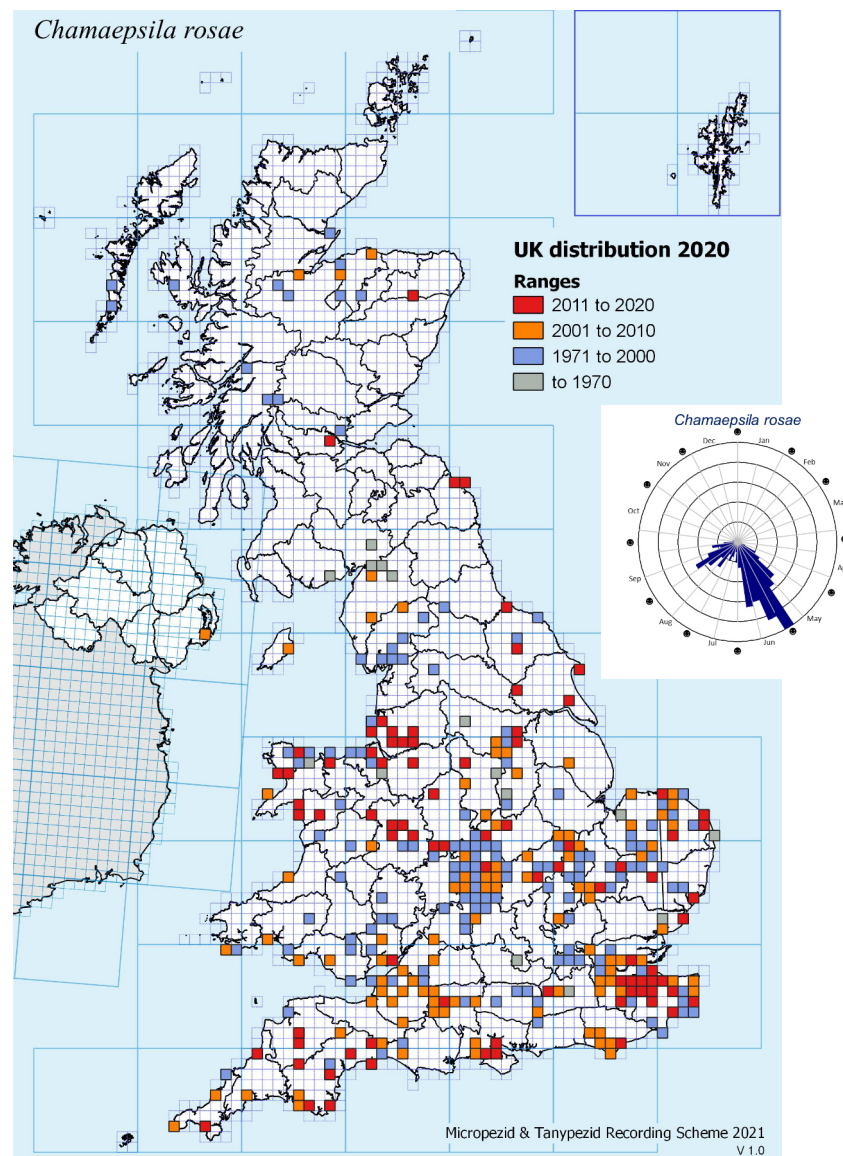 Chamaepsila rosae
UK distribution 2020
Ranges
2011 to 2020
2001 to 2010
1971 to 2000
to 1970
Chamaepsila rosae
Dec
Jan
Nov
Feb
Oct
Sep
Aug
May
Jul
Jun
Micropezid & Tanypezid Recording Scheme 2021
V 1.0